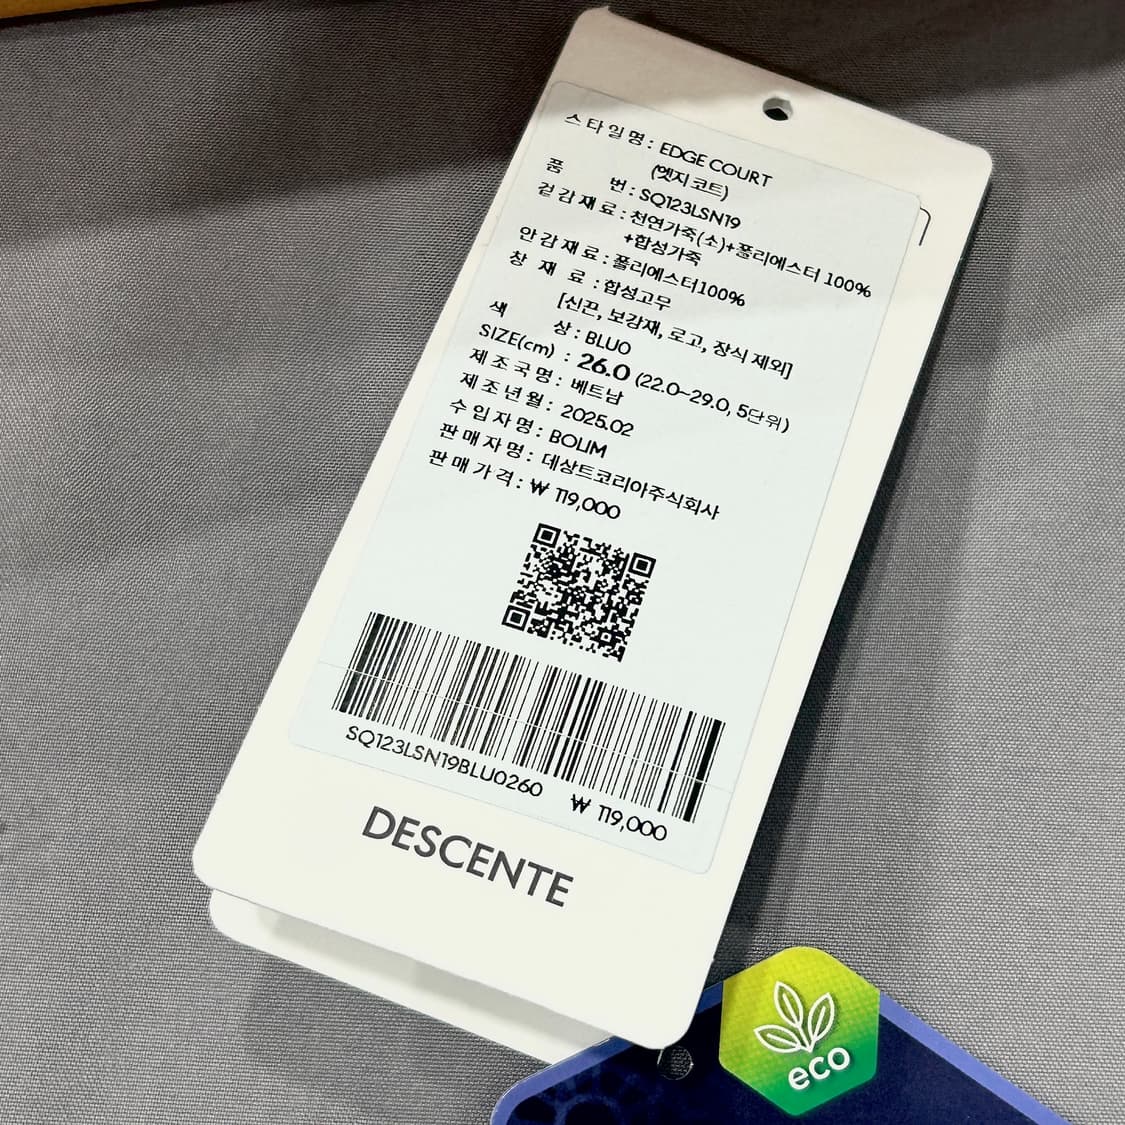 스타일명 : EDGE COURT
(엣지 코트)
품 번 : SQ123LSN19
겉감재료 : 천연가죽(소)+폴리에스터 100%
+합성가죽
안감재료 : 폴리에스터100%
창 재 료 : 합성고무
[신끈, 보강재, 로고, 장식 제외]
색 상 : BLU0
SIZE(cm) : 26.0 (22.0~29.0, 5단위)
제조국명 : 베트남
제조년월 : 2025.02
수입자명 : BOLIM
판매자명 : 데상트코리아주식회사
판매가격 : ₩ 119,000
SQ123LSN19BLU0260 ₩ 119,000
DESCENTE
eco